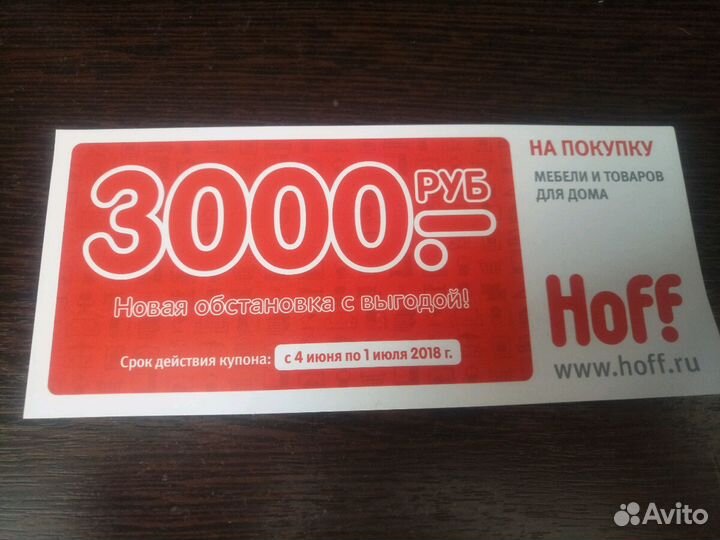 3000 РУБ.-
Новая обстановка с выгодой!
Срок действия купона: с 4 июня по 1 июля 2018 г.
НА ПОКУПКУ
МЕБЕЛИ И ТОВАРОВ
ДЛЯ ДОМА
Hoff
www.hoff.ru
Avito